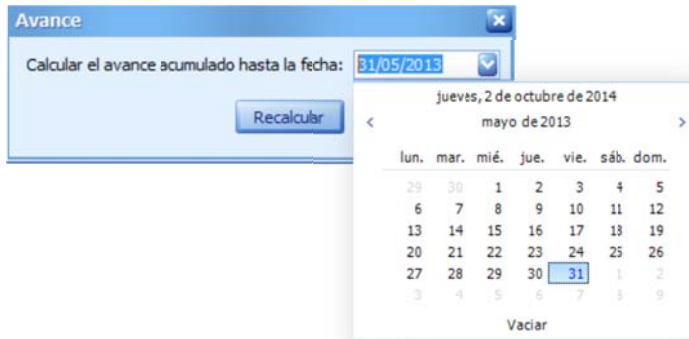 Avance
Calcular el avance acumulado hasta la fecha: 31/05/2013
Recalcular
jueves, 2 de octubre de 2014
mayo de 2013
lun. mar. mié. jue. vie. sáb. dom.
29 30 1 2 3 4 5
6 7 8 9 10 11 12
13 14 15 16 17 18 19
20 21 22 23 24 25 26
27 28 29 30 31 1 2
3 4 5 6 7 8 9
Vaciar